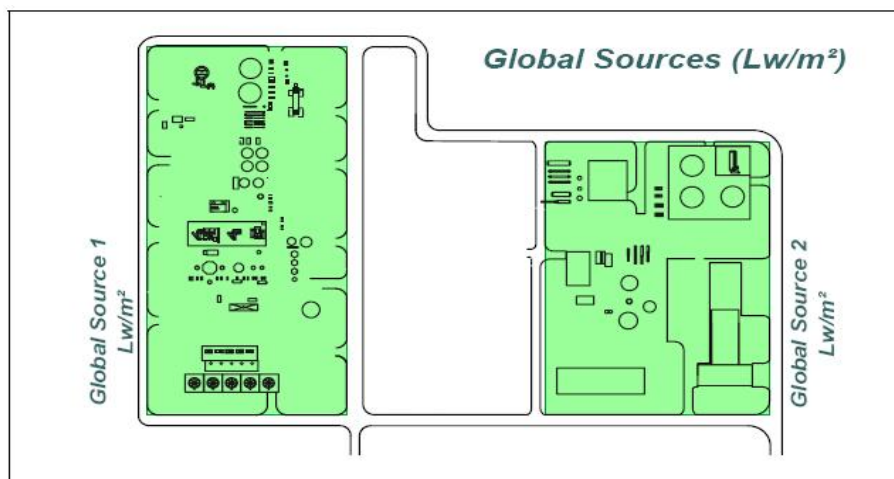 Global Sources (Lw/m²)
Global Source 1
Lw/m²
Global Source 2
Lw/m²